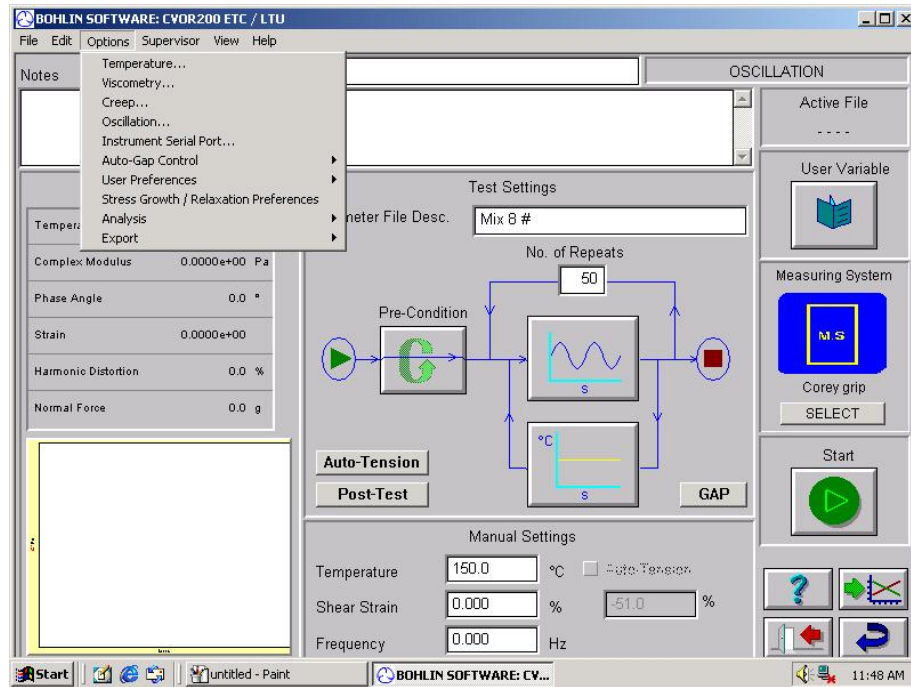 BOHLIN SOFTWARE: CVOR200 ETC / LTU
File Edit Options Supervisor View Help
Notes
OSCILLATION
Temperature...
Viscometry...
Creep...
Oscillation...
Instrument Serial Port...
Auto-Gap Control
User Preferences
Stress Growth / Relaxation Preferences
Analysis
Export
Active File
- - - -
User Variable
Test Settings
meter File Desc. Mix 8 #
Tempera
Complex Modulus 0.0000e+00 Pa
Phase Angle 0.0 °
Strain 0.0000e+00
Harmonic Distortion 0.0 %
Normal Force 0.0 g
No. of Repeats
50
Pre-Condition
S
°C
S
Auto-Tension
Post-Test
GAP
Measuring System
M.S
Corey grip
SELECT
Start
Manual Settings
Temperature 150.0 °C Auto-Tension
Shear Strain 0.000 % -51.0 %
Frequency 0.000 Hz
?
Start untitled - Paint BOHLIN SOFTWARE: CV... 11:48 AM